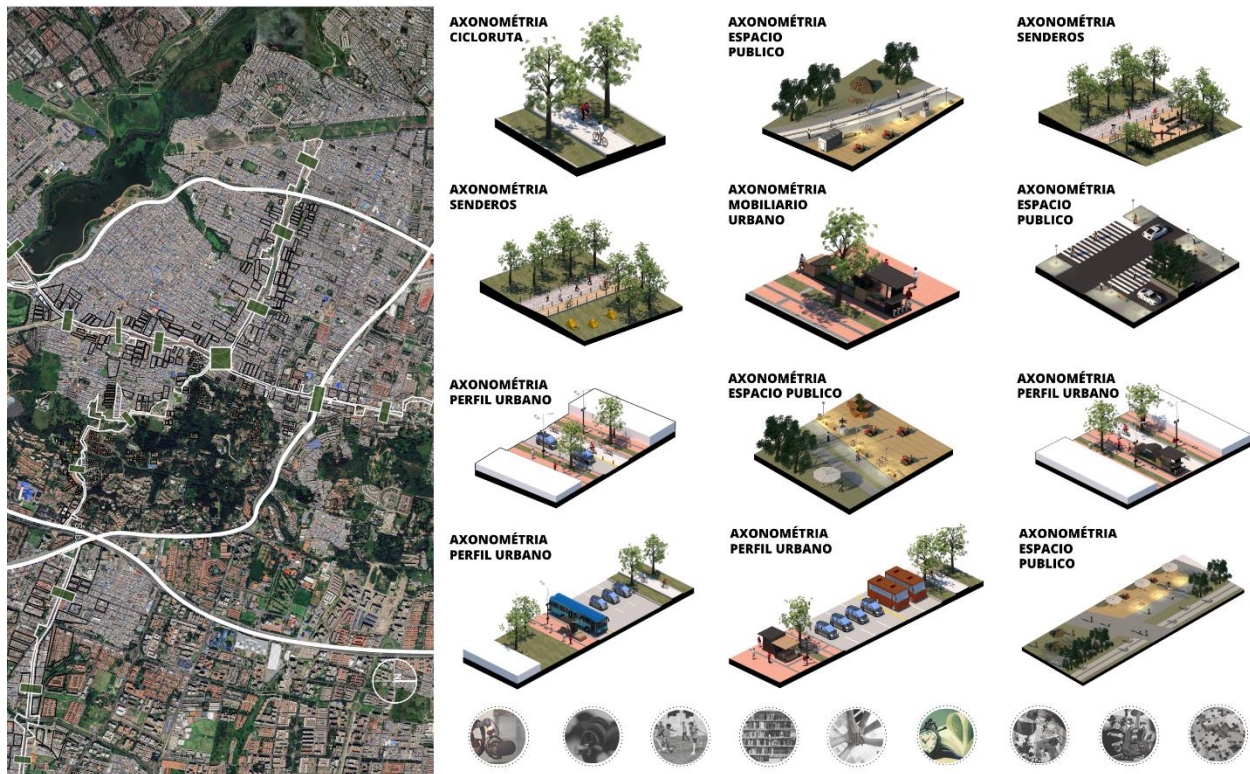 AXONOMÉTRIA
CICLORUTA
AXONOMÉTRIA
ESPACIO
PUBLICO
AXONOMÉTRIA
SENDEROS
AXONOMÉTRIA
SENDEROS
AXONOMÉTRIA
MOBILIARIO
URBANO
AXONOMÉTRIA
ESPACIO
PUBLICO
AXONOMÉTRIA
PERFIL URBANO
AXONOMÉTRIA
ESPACIO PUBLICO
AXONOMÉTRIA
PERFIL URBANO
AXONOMÉTRIA
PERFIL URBANO
AXONOMÉTRIA
PERFIL URBANO
AXONOMÉTRIA
ESPACIO
PUBLICO
N